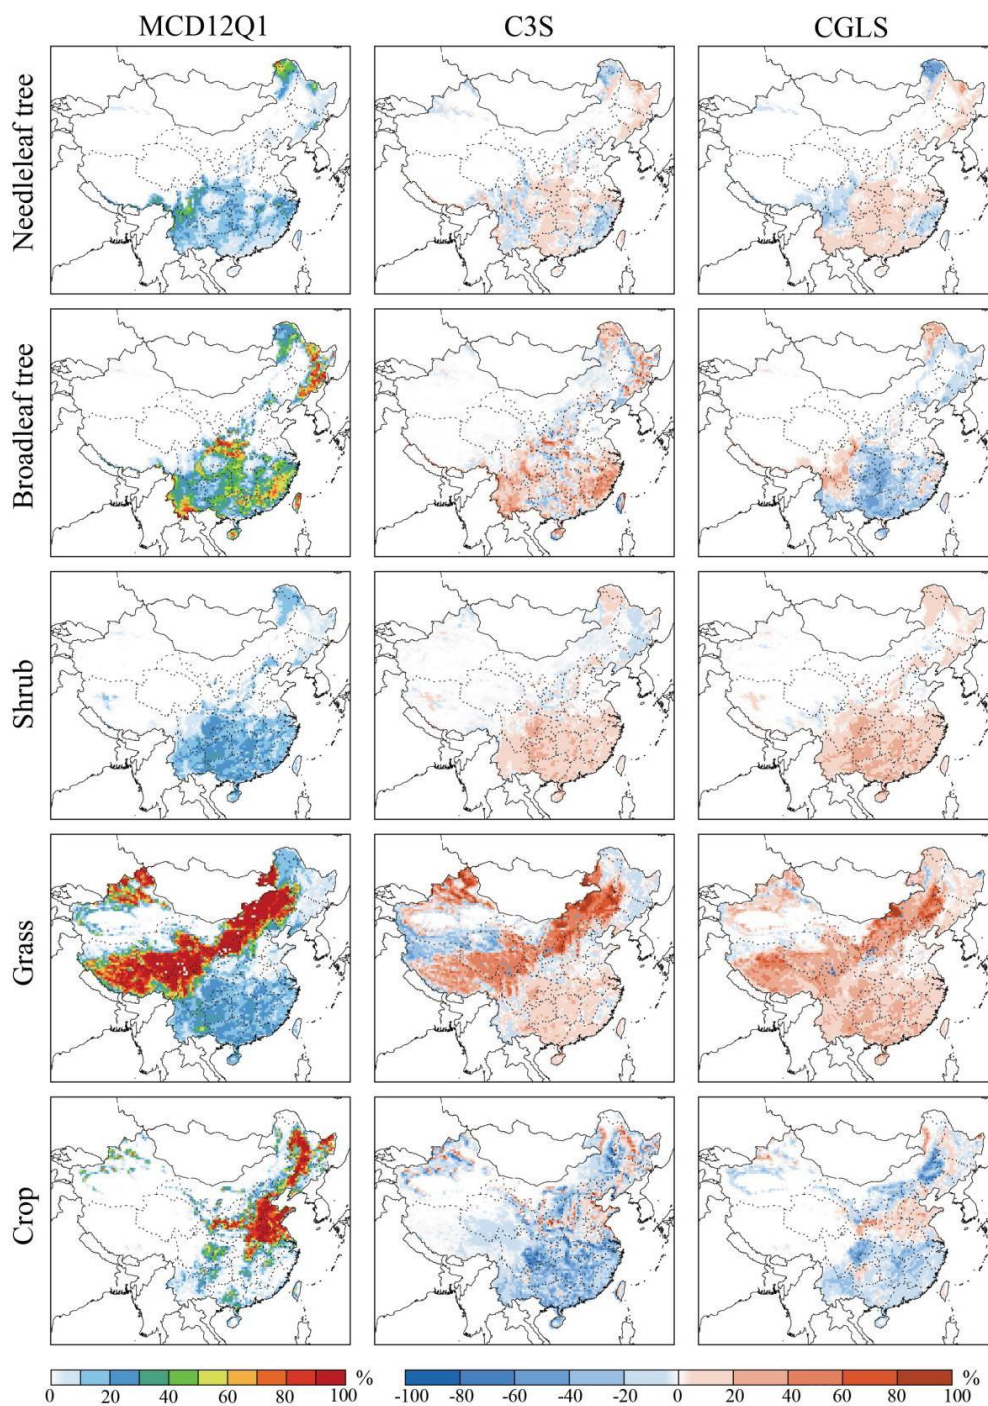 MCD12Q1 C3S CGLS
Needleleaf tree
Broadleaf tree
Shrub
Grass
Crop
0 20 40 60 80 100 % -100 -80 -60 -40 -20 0 20 40 60 80 100 %